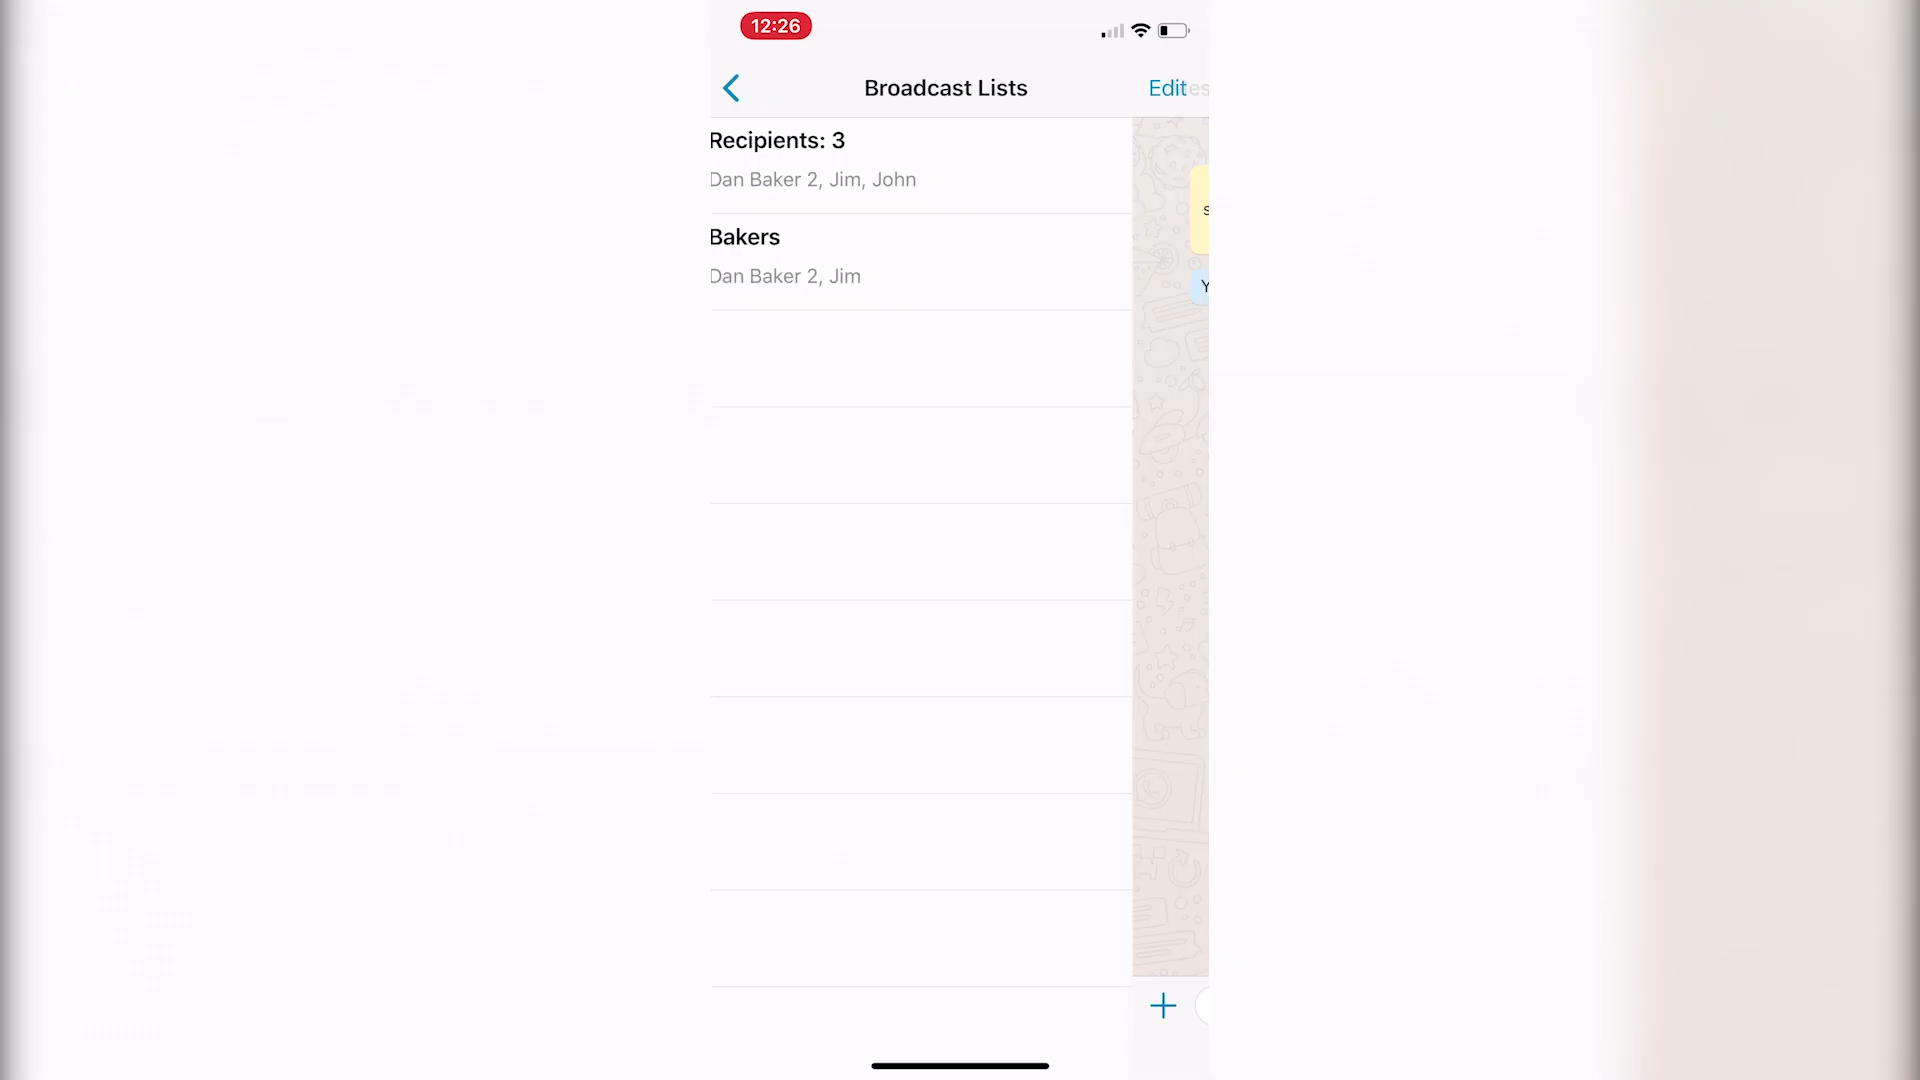 12:26
Broadcast Lists
Edit
Recipients: 3
Dan Baker 2, Jim, John
Bakers
Dan Baker 2, Jim